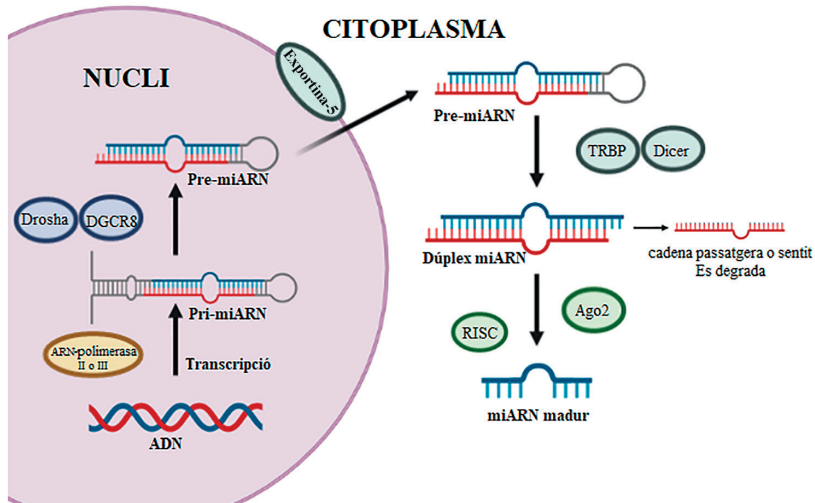 CITOPLASMA
NUCLI
Exportina-5
Pre-miARN
Drosha
DGCR8
Pri-miARN
ARN-polimerasa
II o III
Transcripció
ADN
Pre-miARN
TRBP
Dicer
Dúplex miARN
cadena passatgera o sentit
Es degrada
RISC
Ago2
miARN madur